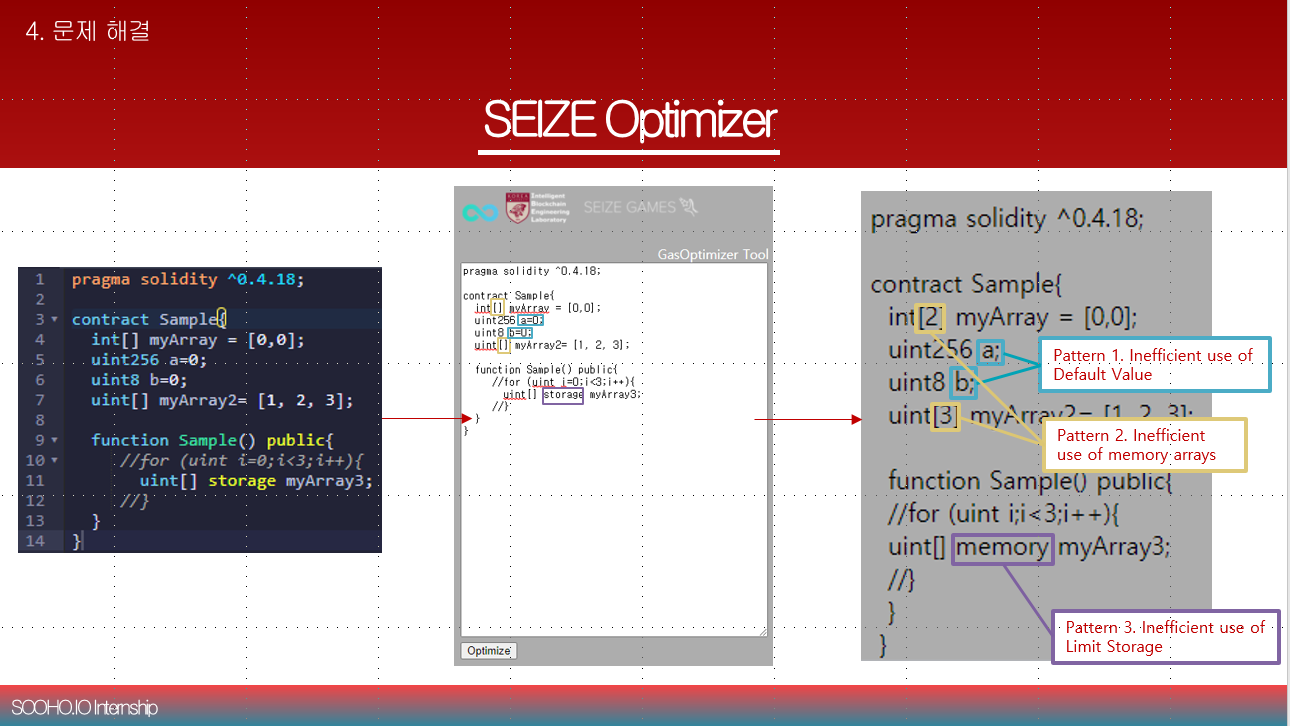 4. 문제 해결
SEIZE Optimizer
1 pragma solidity ^0.4.18;
2
3 contract Sample{
4 int[] myArray = [0,0];
5 uint256 a=0;
6 uint8 b=0;
7 uint[] myArray2= [1, 2, 3];
8
9 function Sample() public{
10 //for (uint i=0;i<3;i++){
11 uint[] storage myArray3;
12 //}
13 }
14 }
KOREA
Intelligent
Blockchain
Engineering
Laboratory
SEIZE GAMES
GasOptimizer Tool
pragma solidity ^0.4.18;
contract Sample{
int[] myArray = [0,0];
uint256 a=0;
uint8 b=0;
uint[] myArray2= [1, 2, 3];
function Sample() public{
//for (uint i=0;i<3;i++){
uint[] storage myArray3;
//}
}
}
Optimize
pragma solidity ^0.4.18;
contract Sample{
int[2] myArray = [0,0];
uint256 a;
uint8 b;
uint[3] myArray2= [1, 2, 3];
function Sample() public{
//for (uint i;i<3;i++){
uint[] memory myArray3;
//}
}
}
Pattern 1. Inefficient use of
Default Value
Pattern 2. Inefficient
use of memory arrays
Pattern 3. Inefficient use of
Limit Storage
SOOHO.IO Internship